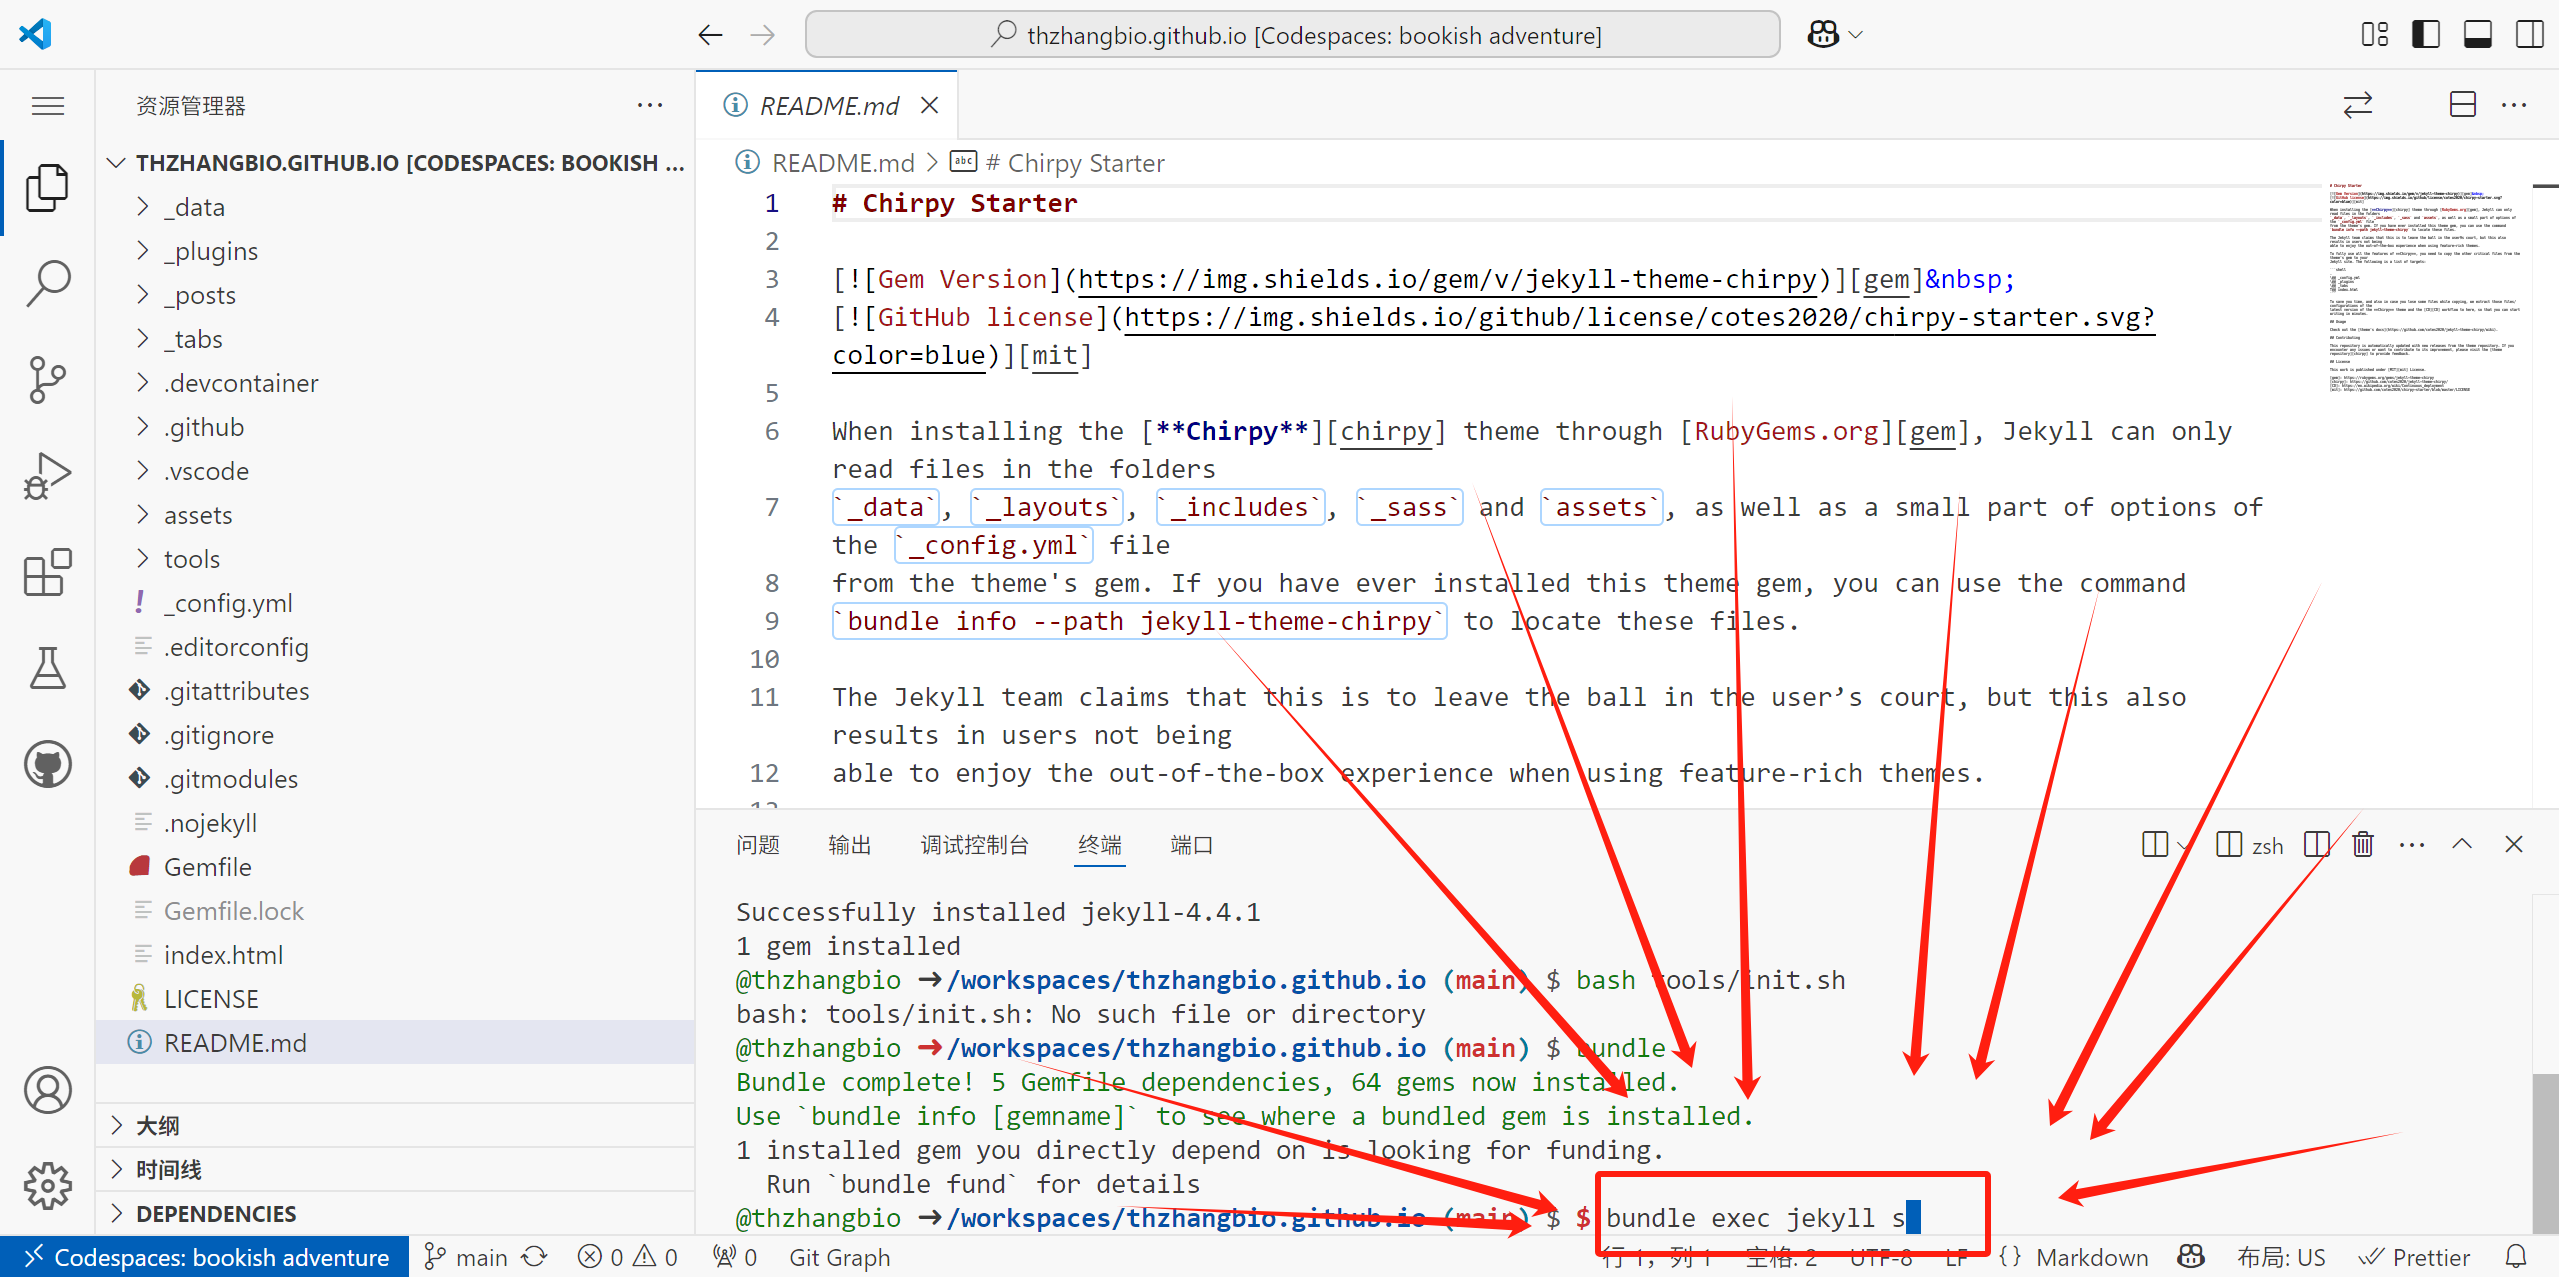 thzhangbio.github.io [Codespaces: bookish adventure]
资源管理器
README.md
THZHANGBIO.GITHUB.IO [CODESPACES: BOOKISH ...
_data
_plugins
_posts
_tabs
.devcontainer
.github
.vscode
assets
tools
_config.yml
.editorconfig
.gitattributes
.gitignore
.gitmodules
.nojekyll
Gemfile
Gemfile.lock
index.html
LICENSE
README.md
大纲
时间线
DEPENDENCIES
README.md > # Chirpy Starter
1 # Chirpy Starter
2
3 [![Gem Version](https://img.shields.io/gem/v/jekyll-theme-chirpy)][gem]&nbsp;
4 [![GitHub license](https://img.shields.io/github/license/cotes2020/chirpy-starter.svg?
color=blue)][mit]
5
6 When installing the [**Chirpy**][chirpy] theme through [RubyGems.org][gem], Jekyll can only
read files in the folders
7 `_data`, `_layouts`, `_includes`, `_sass` and `assets`, as well as a small part of options of
the `_config.yml` file
8 from the theme's gem. If you have ever installed this theme gem, you can use the command
9 `bundle info --path jekyll-theme-chirpy` to locate these files.
10
11 The Jekyll team claims that this is to leave the ball in the user’s court, but this also
results in users not being
12 able to enjoy the out-of-the-box experience when using feature-rich themes.
问题 输出 调试控制台 终端 端口
zsh
Successfully installed jekyll-4.4.1
1 gem installed
@thzhangbio ➜/workspaces/thzhangbio.github.io (main) $ bash tools/init.sh
bash: tools/init.sh: No such file or directory
@thzhangbio ➜/workspaces/thzhangbio.github.io (main) $ bundle
Bundle complete! 5 Gemfile dependencies, 64 gems now installed.
Use `bundle info [gemname]` to see where a bundled gem is installed.
1 installed gem you directly depend on is looking for funding.
Run `bundle fund` for details
@thzhangbio ➜/workspaces/thzhangbio.github.io (main) $ $ bundle exec jekyll s
Codespaces: bookish adventure main 0 0 0 Git Graph 行 1, 列 1 空格: 2 UTF-8 LF {} Markdown 布局: US Prettier